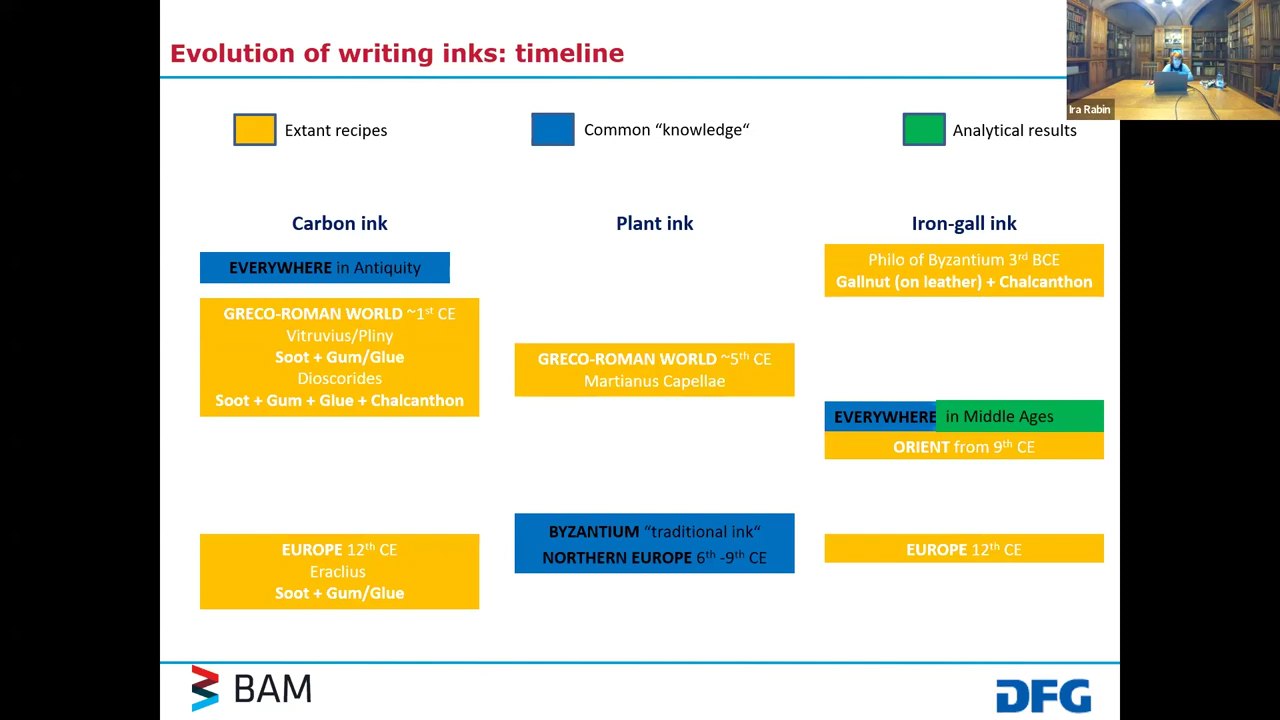 Evolution of writing inks: timeline
Ira Rabin
Extant recipes
Common “knowledge“
Analytical results
Carbon ink
EVERYWHERE in Antiquity
GRECO-ROMAN WORLD ~1st CE
Vitruvius/Pliny
Soot + Gum/Glue
Dioscorides
Soot + Gum + Glue + Chalcanthon
EUROPE 12th CE
Eraclius
Soot + Gum/Glue
Plant ink
GRECO-ROMAN WORLD ~5th CE
Martianus Capellae
BYZANTIUM “traditional ink“
NORTHERN EUROPE 6th -9th CE
Iron-gall ink
Philo of Byzantium 3rd BCE
Gallnut (on leather) + Chalcanthon
EVERYWHERE in Middle Ages
ORIENT from 9th CE
EUROPE 12th CE
BAM
DFG